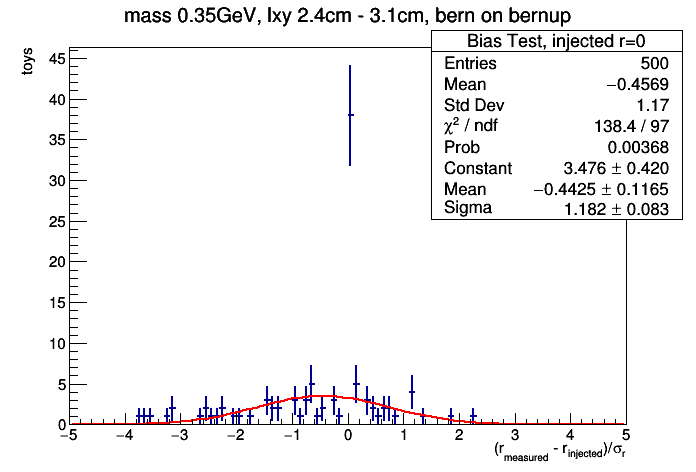 mass 0.35GeV, lxy 2.4cm - 3.1cm, bern on bernup
Bias Test, injected r=0
Entries 500
Mean −0.4569
Std Dev 1.17
χ² / ndf 138.4 / 97
Prob 0.00368
Constant 3.476 ± 0.420
Mean −0.4425 ± 0.1165
Sigma 1.182 ± 0.083
toys
45
40
35
30
25
20
15
10
5
0
−5 −4 −3 −2 −1 0 1 2 3 4 5
(r_measured - r_injected)/σ_r